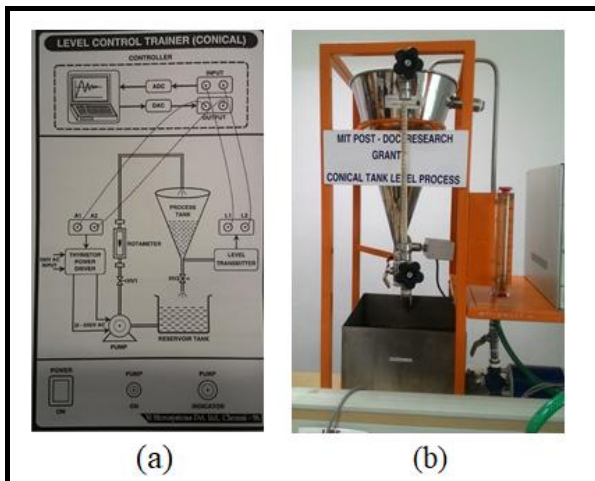 LEVEL CONTROL TRAINER (CONICAL)
CONTROLLER
INPUT
ADC
DAC
OUTPUT
PROCESS
TANK
A1 A2
L1 L2
ROTAMETER
THYRISTOR
POWER
DRIVER
LEVEL
TRANSMITTER
INPUT
PUMP
RESERVOIR TANK
POWER
ON
PUMP
ON
PUMP
INDICATOR
MIT POST - DOC RESEARCH
GRANT
CONICAL TANK LEVEL PROCESS
(a)
(b)